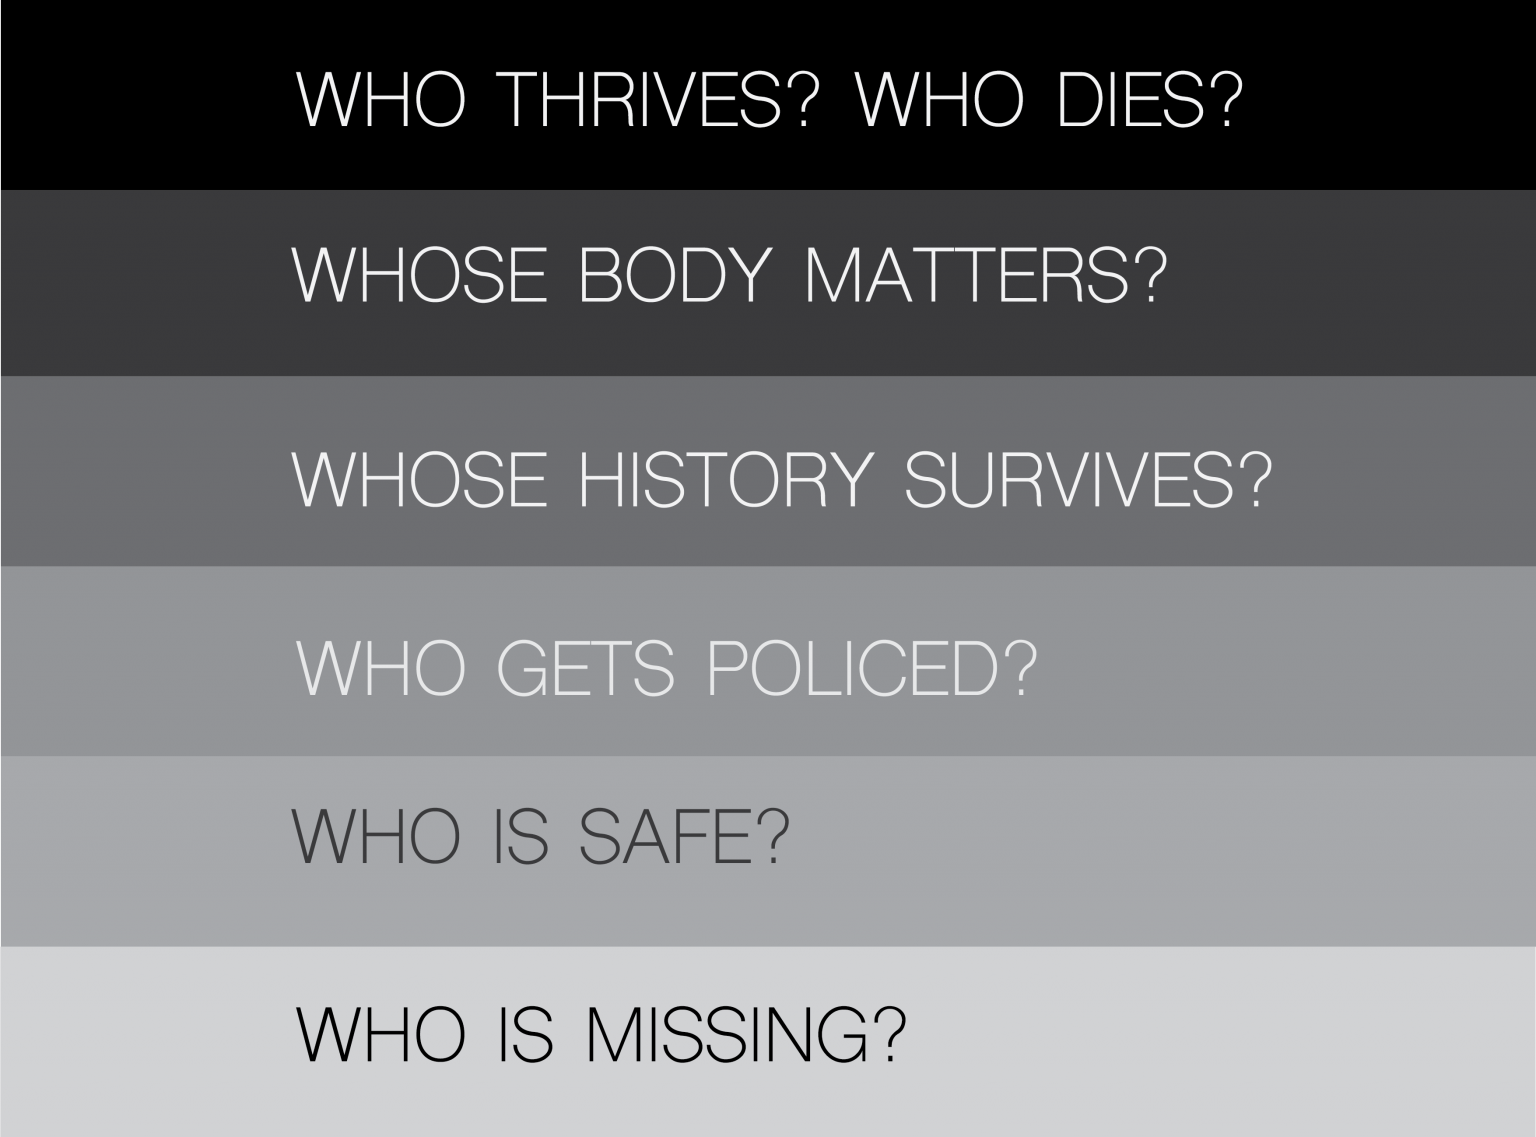 WHO THRIVES? WHO DIES?
WHOSE BODY MATTERS?
WHOSE HISTORY SURVIVES?
WHO GETS POLICED?
WHO IS SAFE?
WHO IS MISSING?